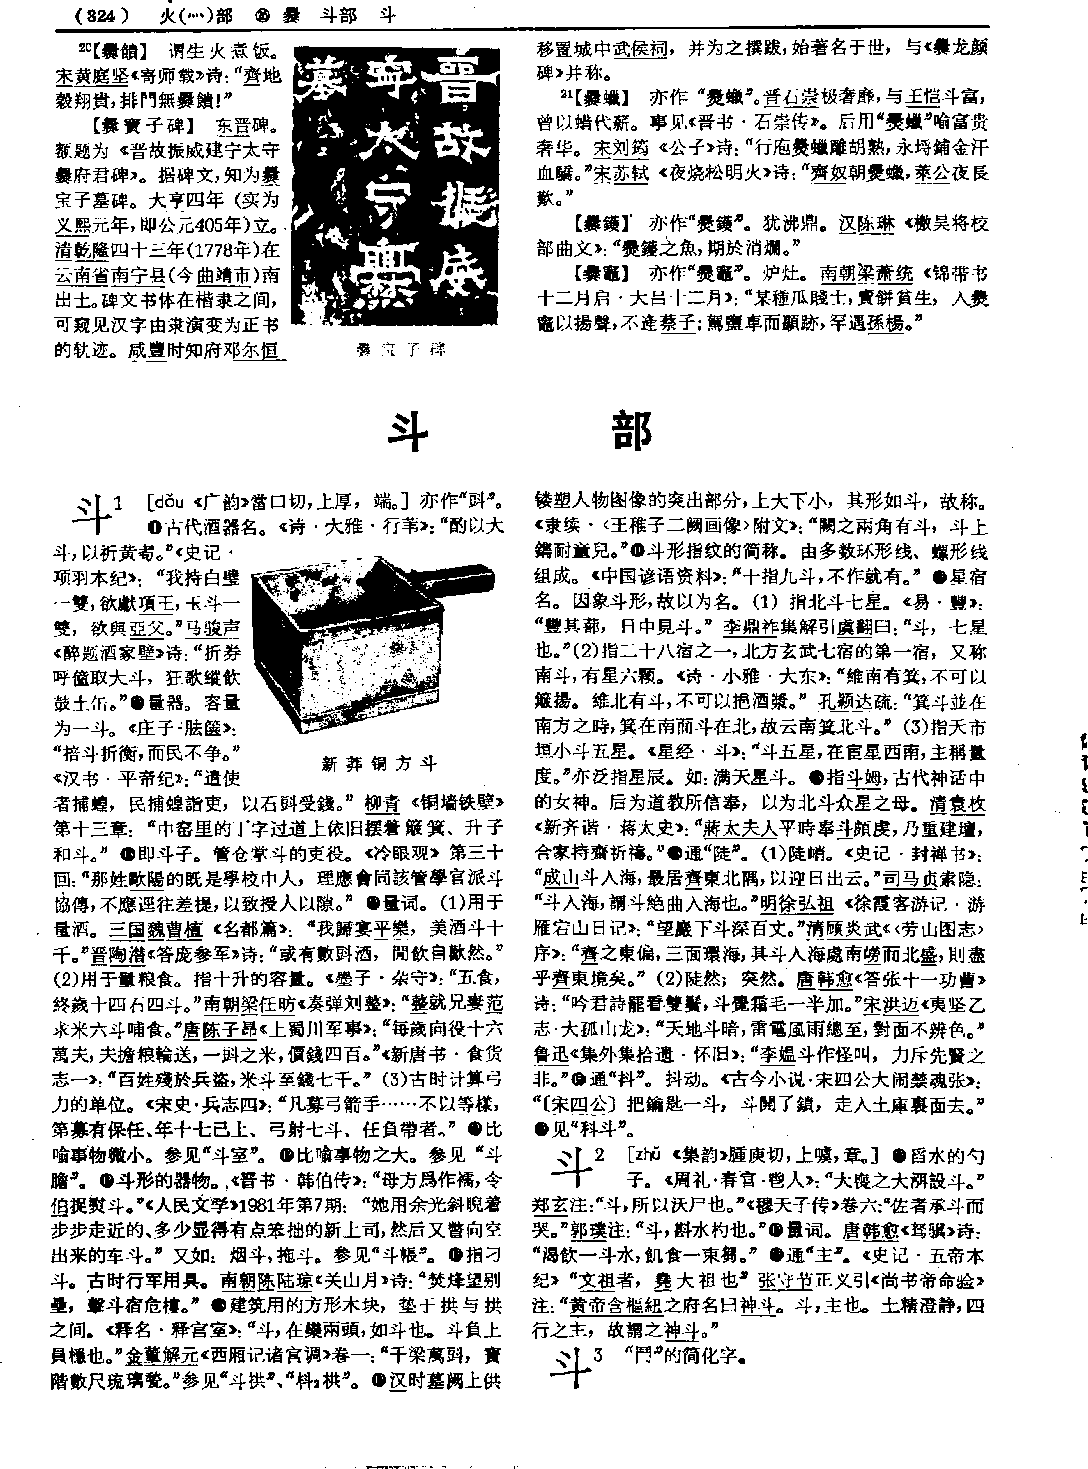 (324) 火(灬)部 爨 斗部 斗
【爨饋】 谓生火煮饭。
宋黄庭坚《寄师载》诗:“齊地
穀翔貴,排門無爨饋!”
【爨寶子碑】 东晋碑。
额题为《晋故振威建宁太守
爨府君碑》。据碑文,知为爨
宝子墓碑。大亨四年(实为
义熙元年,即公元405年)立。
清乾隆四十三年(1778年)在
云南省南宁县(今曲靖市)南
出土。碑文书体在楷隶之间,
可窥见汉字由隶演变为正书
的轨迹。咸豐时知府邓尔恒
晋故振威
寧太守爨
墓
爨宝子碑
移置城中武侯祠,并为之撰跋,始著名于世,与《爨龙颜
碑》并称。
21【爨蠟】 亦作“爂蠟”。晋石崇极奢靡,与王恺斗富,
曾以蜡代薪。事见《晋书·石崇传》。后用“爨蠟”喻富贵
奢华。宋刘筠《公子》诗:“行庖爨蠟雕胡熟,永埒鋪金汗
血驕。”宋苏轼《夜烧松明火》诗:“齊奴朝爨蠟,萊公夜長
歎。”
【爨鑊】 亦作“爂鑊”。犹沸鼎。汉陈琳《檄吴将校
部曲文》:“爂鑊之魚,期於消爛。”
【爨竈】 亦作“爂竈”。炉灶。南朝梁萧统《锦带书
十二月启·大吕十二月》:“某種瓜賤士,賣餅貧生,入爨
竈以揚聲,不逢蔡子;駕鹽車而顯跡,罕遇孫楊。”
斗部
斗1 [dǒu《广韵》當口切,上厚,端。]亦作“㪷”。
❶古代酒器名。《诗·大雅·行苇》:“酌以大
斗,以祈黄耇。”《史记·
项羽本纪》:“我持白璧
一雙,欲獻項王,玉斗一
雙,欲與亞父。”马骏声
《醉题酒家壁》诗:“折券
呼僮取大斗,狂歌縱飲
鼓土缶。”❷量器。容量
为一斗。《庄子·胠箧》:
“掊斗折衡,而民不争。”
《汉书·平帝纪》:“遣使
新莽铜方斗
者捕蝗,民捕蝗詣吏,以石㪷受錢。”柳青《铜墙铁壁》
第十三章:“中窑里的丁字过道上依旧摆着簸箕、升子
和斗。”❸即斗子。管仓掌斗的吏役。《冷眼观》第三十
回:“那姓歐陽的既是學校中人,理應會同該管學官派斗
協傳,不應逕往差提,以致授人以隙。”❹量词。(1)用于
量酒。三国魏曹植《名都篇》:“我歸宴平樂,美酒斗十
千。”晋陶潜《答庞参军》诗:“或有數㪷酒,閒飲自歡然。”
(2)用于量粮食。指十升的容量。《墨子·杂守》:“五食,
終歲十四石四斗。”南朝梁任昉《奏弹刘整》:“整就兄妻范
求米六斗哺食。”唐陈子昂《上蜀川军事》:“每歲向役十六
萬夫,夫擔粮輸送,一㪷之米,價錢四百。”《新唐书·食货
志一》:“百姓殘於兵盜,米斗至錢七千。”(3)古时计算弓
力的单位。《宋史·兵志四》:“凡募弓箭手……不以等樣,
第募有保任、年十七已上、弓射七斗、任負帶者。”❺比
喻事物微小。参见“斗室”。❻比喻事物之大。参见“斗
膽”。❼斗形的器物。《晋书·韩伯传》:“母方爲作襦,令
伯捉熨斗。”《人民文学》1981年第7期:“她用余光斜睨着
步步走近的、多少显得有点笨拙的新上司,然后又瞥向空
出来的车斗。”又如:烟斗,拖斗。参见“斗帳”。❽指刁
斗。古时行军用具。南朝陈陆琼《关山月》诗:“焚烽望别
壘,擊斗宿危樓。”❾建筑用的方形木块,垫于拱与拱
之间。《释名·释宫室》:“斗,在欒兩頭,如斗也。斗負上
員檼也。”金董解元《西厢记诸宫调》卷一:“千梁萬㪷,寶
階數尺琉璃甃。”参见“斗拱”、“枓2栱”。❿汉时墓阙上供
镂塑人物图像的突出部分,上大下小,其形如斗,故称。
《隶续·〈王稚子二阙画像〉附文》:“闕之兩角有斗,斗上
鐫耐童兒。”⓫斗形指纹的简称。由多数环形线、螺形线
组成。《中国谚语资料》:“十指九斗,不作就有。”⓬星宿
名。因象斗形,故以为名。(1)指北斗七星。《易·豐》:
“豐其蔀,日中見斗。”李鼎祚集解引虞翻曰:“斗,七星
也。”(2)指二十八宿之一,北方玄武七宿的第一宿,又称
南斗,有星六颗。《诗·小雅·大东》:“維南有箕,不可以
簸揚。維北有斗,不可以挹酒漿。”孔颖达疏:“箕斗並在
南方之時,箕在南而斗在北,故云南箕北斗。”(3)指天市
垣小斗五星。《星经·斗》:“斗五星,在宦星西南,主稱量
度。”亦泛指星辰。如:满天星斗。⓭指斗姆,古代神话中
的女神。后为道教所信奉,以为北斗众星之母。清袁枚
《新齐谐·蒋太史》:“蔣太夫人平時奉斗頗虔,乃重建壇,
合家持齋祈禱。”⓮通“陡”。(1)陡峭。《史记·封禅书》:
“成山斗入海,最居齊東北隅,以迎日出云。”司马贞索隐:
“斗入海,謂斗絶曲入海也。”明徐弘祖《徐霞客游记·游
雁宕山日记》:“望巖下斗深百丈。”清顾炎武《〈劳山图志〉
序》:“齊之東偏,三面環海,其斗入海處南嶗而北盛,則盡
乎齊東境矣。”(2)陡然;突然。唐韩愈《答张十一功曹》
诗:“吟君詩罷看雙鬢,斗覺霜毛一半加。”宋洪迈《夷坚乙
志·大孤山龙》:“天地斗暗,雷電風雨總至,對面不辨色。”
鲁迅《集外集拾遗·怀旧》:“李媪斗作怪叫,力斥先賢之
非。”⓯通“抖”。抖动。《古今小说·宋四公大闹禁魂张》:
“〔宋四公〕把鑰匙一斗,斗開了鎖,走入土庫裏面去。”
⓰见“科斗”。
斗2 [zhǔ《集韵》腫庾切,上噳,章。]❶舀水的勺
子。《周礼·春官·鬯人》:“大喪之大渳設斗。”
郑玄注:“斗,所以沃尸也。”《穆天子传》卷六:“佐者承斗而
哭。”郭璞注:“斗,斟水杓也。”❷量词。唐韩愈《驽骥》诗:
“渴飲一斗水,飢食一束芻。”❸通“主”。《史记·五帝本
纪》“文祖者,堯大祖也”张守节正义引《尚书帝命验》
注:“黄帝含樞紐之府名曰神斗。斗,主也。土精澄静,四
行之主,故謂之神斗。”
斗3 “鬥”的简化字。